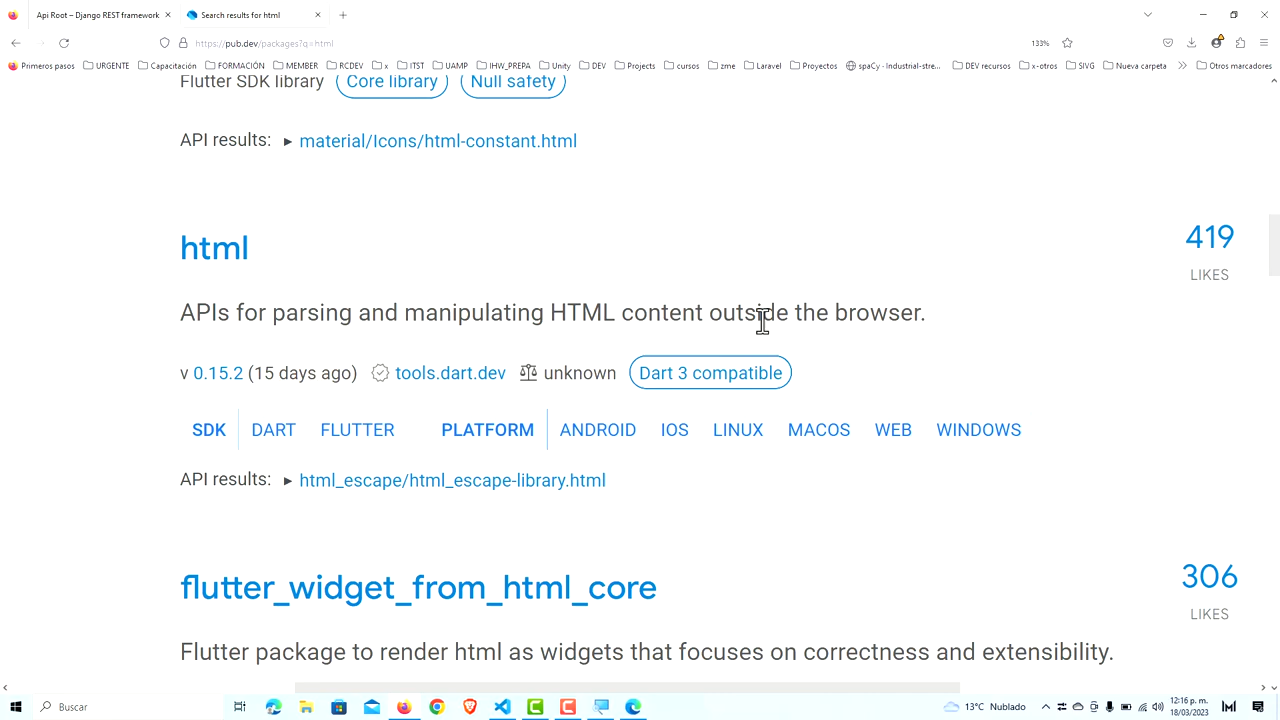 Api Root – Django REST framework
Search results for html
https://pub.dev/packages?q=html
133%
Primeros pasos URGENTE Capacitación FORMACIÓN MEMBER RCDEV x ITST UAMP IHW_PREPA Unity DEV Projects cursos zme Laravel Proyectos spaCy - Industrial-stre... DEV recursos x-otros SIVG Nueva carpeta Otros marcadores
Flutter SDK library Core library Null safety
API results: ▸ material/Icons/html-constant.html
html
419
LIKES
APIs for parsing and manipulating HTML content outside the browser.
v 0.15.2 (15 days ago) tools.dart.dev unknown Dart 3 compatible
SDK DART FLUTTER PLATFORM ANDROID IOS LINUX MACOS WEB WINDOWS
API results: ▸ html_escape/html_escape-library.html
flutter_widget_from_html_core
306
LIKES
Flutter package to render html as widgets that focuses on correctness and extensibility.
Buscar
13°C Nublado
12:16 p. m.
18/03/2023